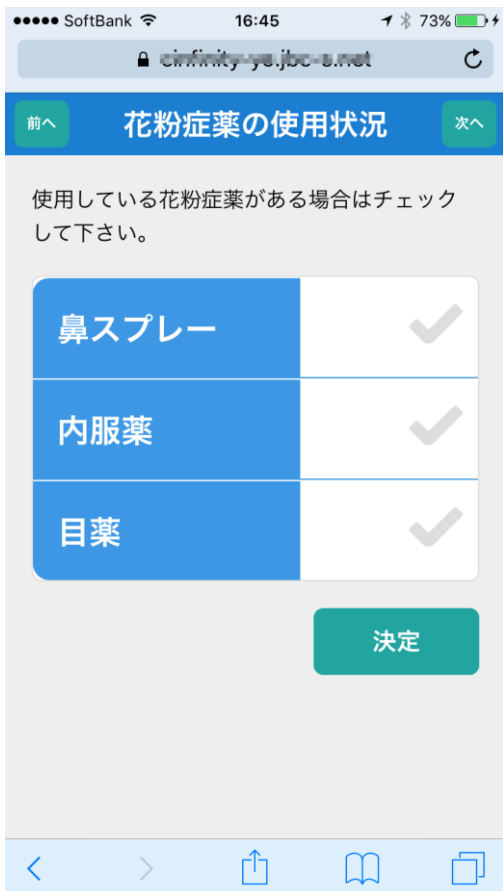 SoftBank 16:45 73%
前へ 花粉症薬の使用状況 次へ
使用している花粉症薬がある場合はチェック
して下さい。
鼻スプレー
内服薬
目薬
決定